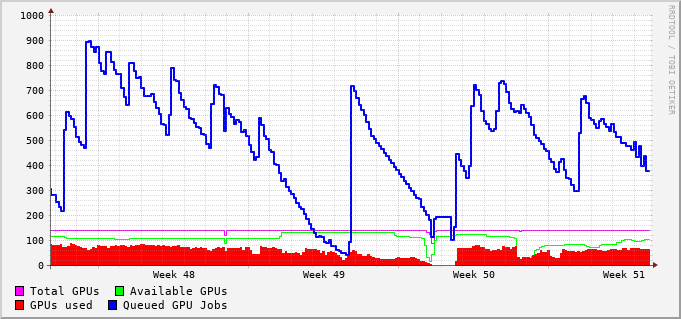 1000
900
800
700
600
500
400
300
200
100
0
Week 48 Week 49 Week 50 Week 51
Total GPUs Available GPUs
GPUs used Queued GPU Jobs
RRDTOOL / TOBI OETIKER